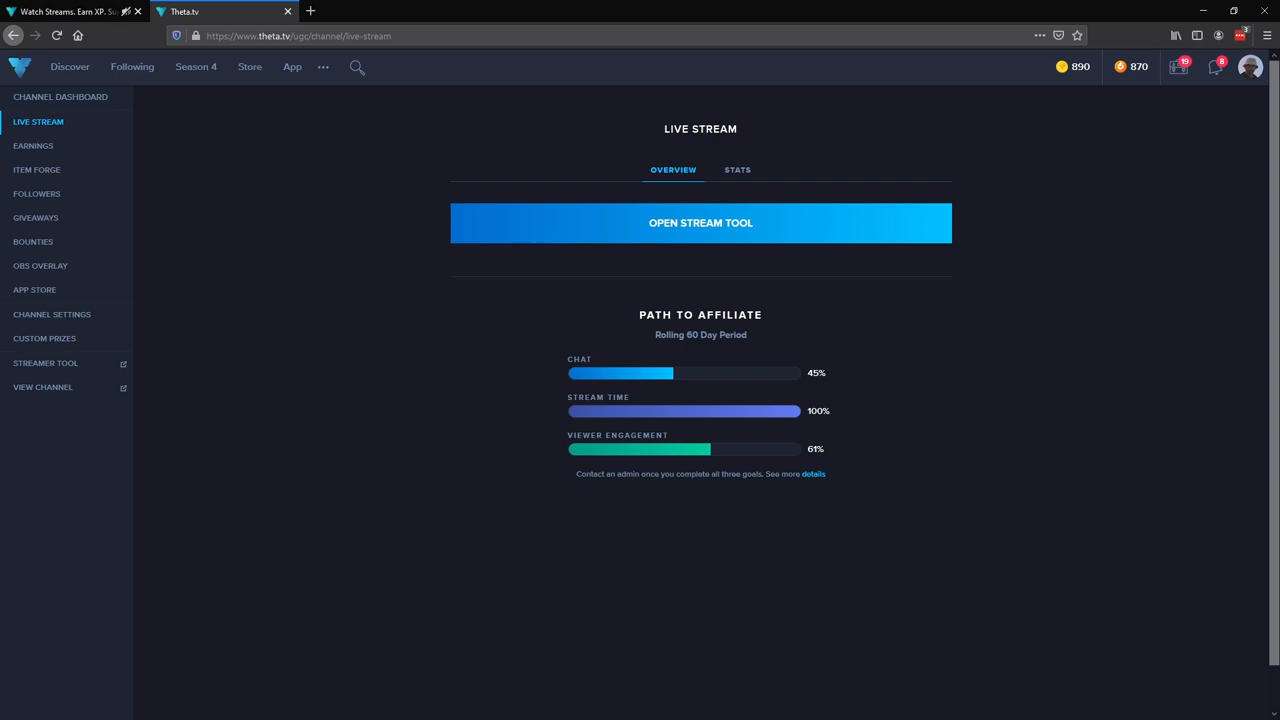 Watch Streams. Earn XP. Su
Theta.tv
https://www.theta.tv/ugc/channel/live-stream
3
Discover
Following
Season 4
Store
App
890
870
19
8
CHANNEL DASHBOARD
LIVE STREAM
EARNINGS
ITEM FORGE
FOLLOWERS
GIVEAWAYS
BOUNTIES
OBS OVERLAY
APP STORE
CHANNEL SETTINGS
CUSTOM PRIZES
STREAMER TOOL
VIEW CHANNEL
LIVE STREAM
OVERVIEW
STATS
OPEN STREAM TOOL
PATH TO AFFILIATE
Rolling 60 Day Period
CHAT
45%
STREAM TIME
100%
VIEWER ENGAGEMENT
61%
Contact an admin once you complete all three goals. See more details